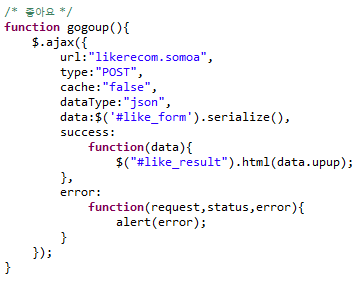 /* 좋아요 */
function gogoup(){
    $.ajax({
        url:"likerecom.somoa",
        type:"POST",
        cache:"false",
        dataType:"json",
        data:$('#like_form').serialize(),
        success:
            function(data){
                $("#like_result").html(data.upup);
        },
        error:
            function(request,status,error){
                alert(error);
        }
    });
}